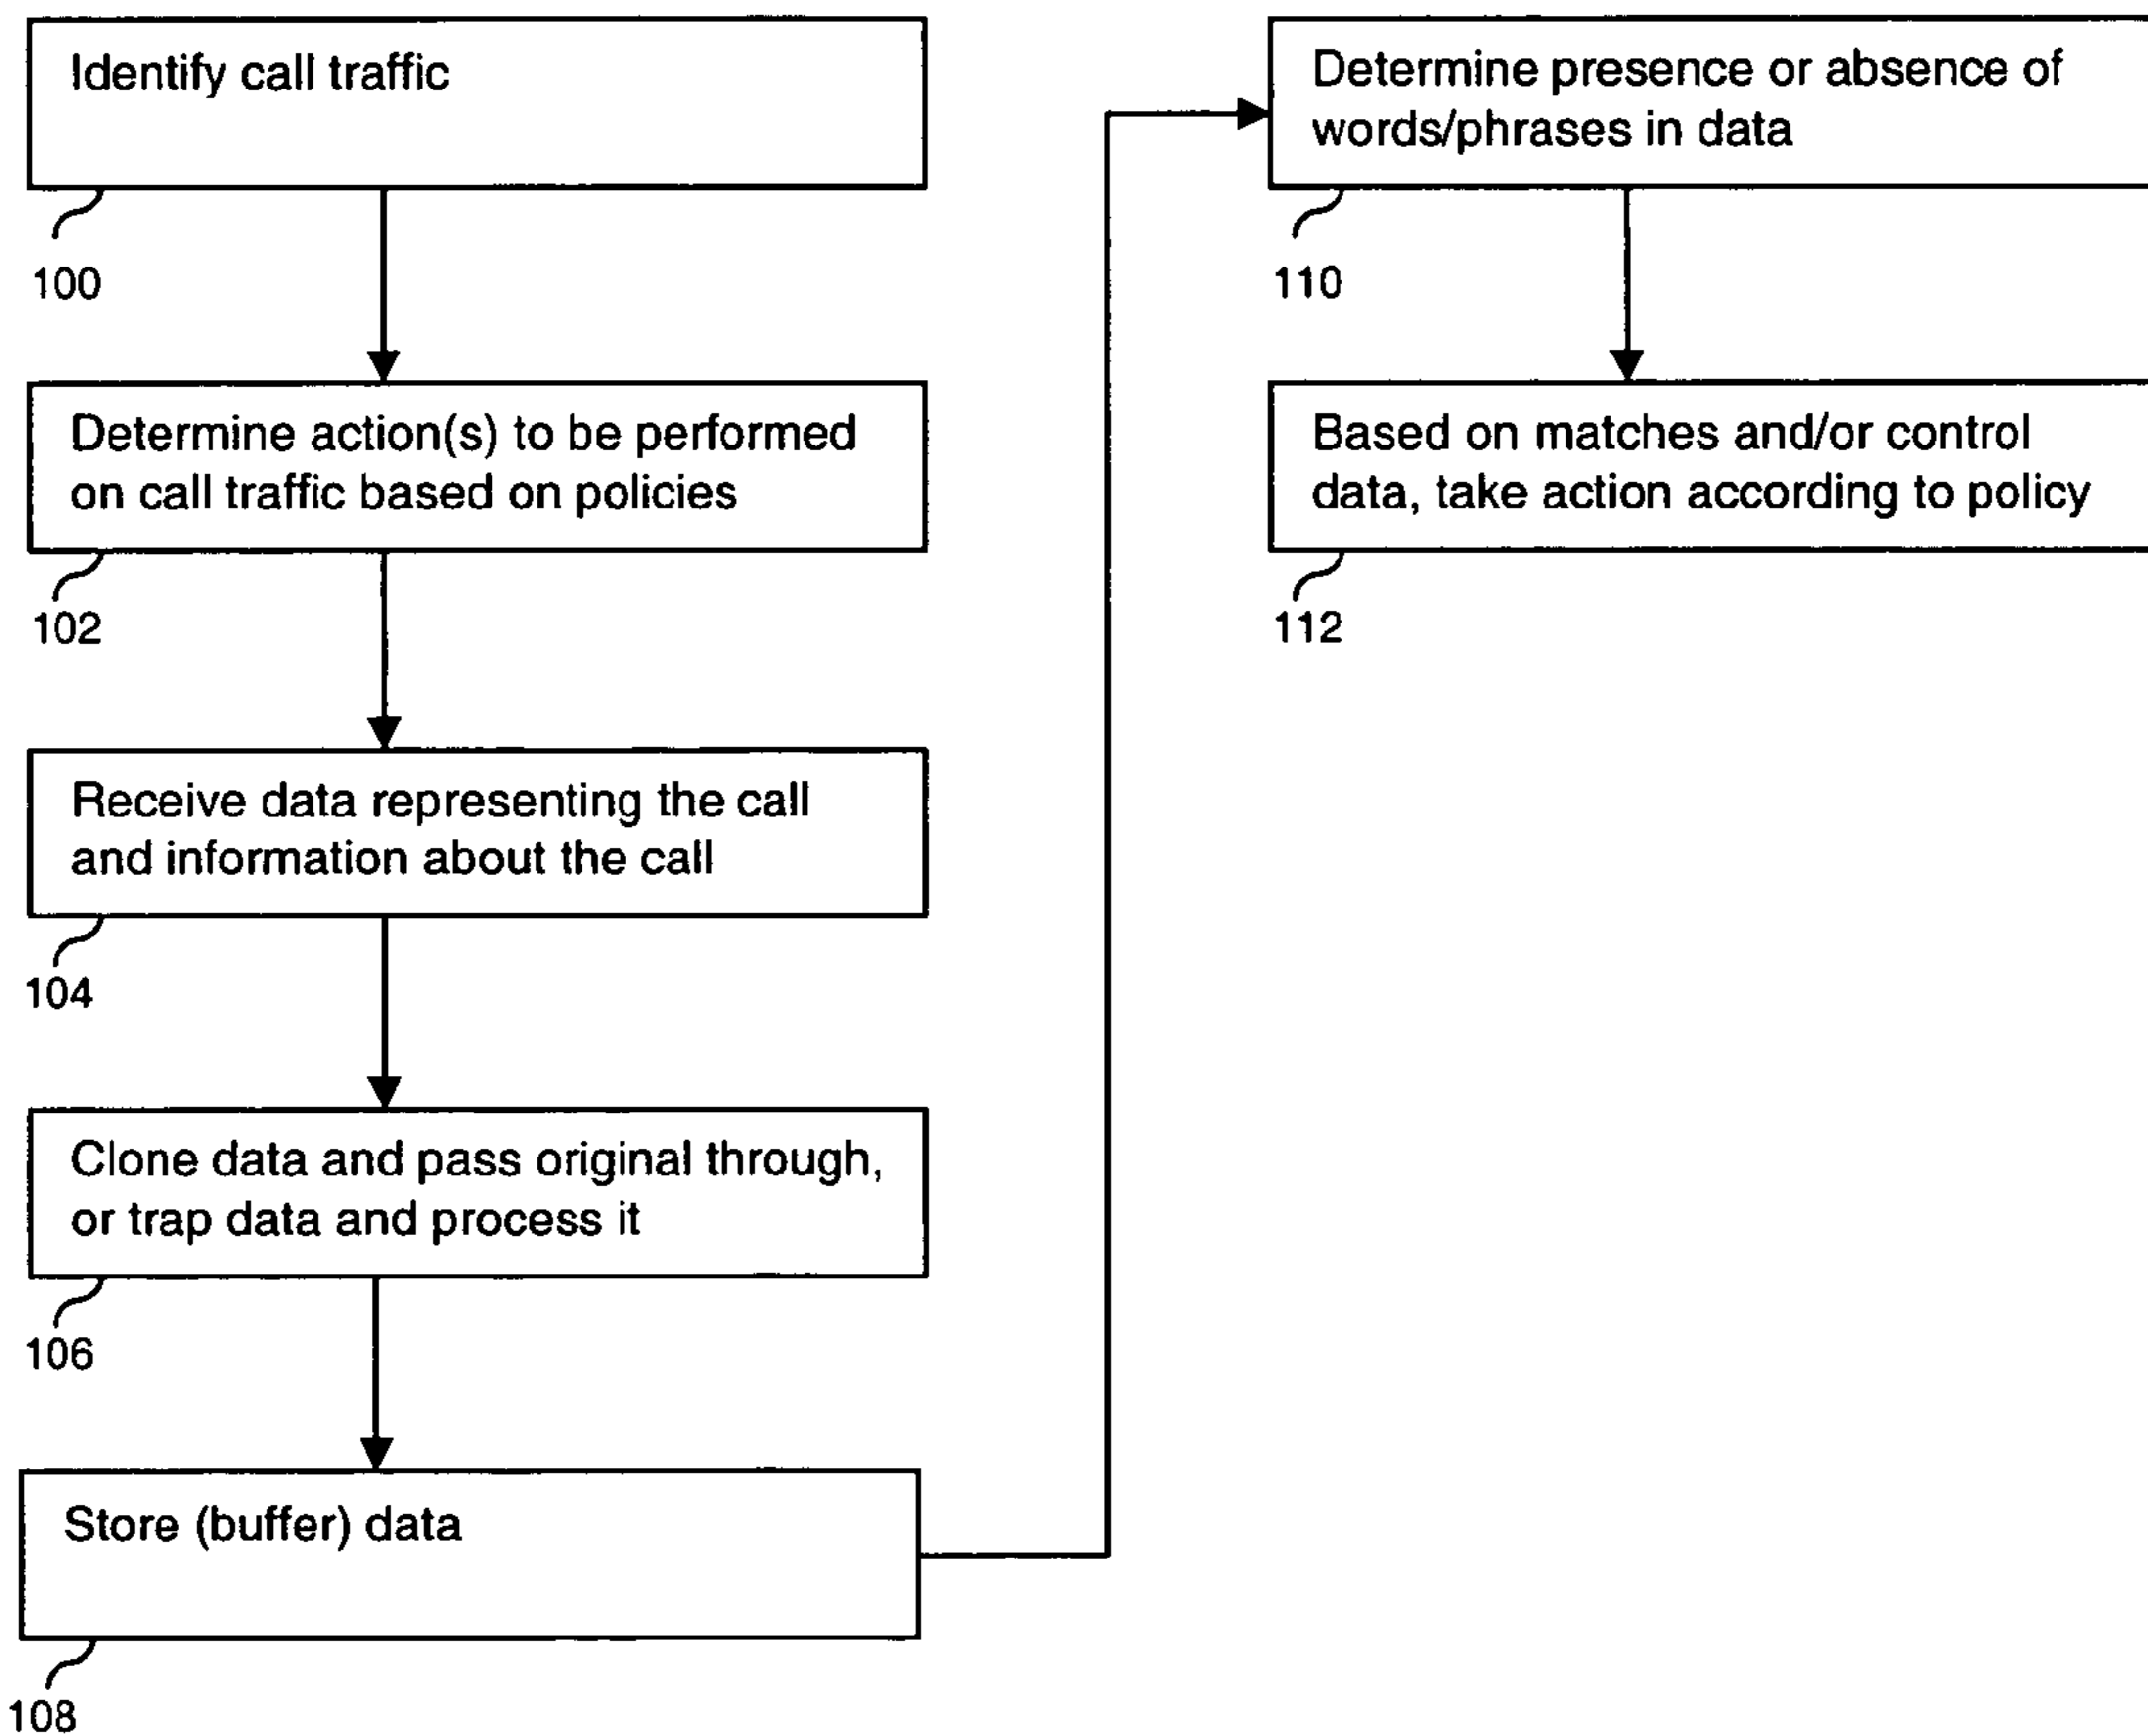 Identify call traffic
100
Determine action(s) to be performed
on call traffic based on policies
102
Receive data representing the call
and information about the call
104
Clone data and pass original through,
or trap data and process it
106
Store (buffer) data
108
Determine presence or absence of
words/phrases in data
110
Based on matches and/or control
data, take action according to policy
112